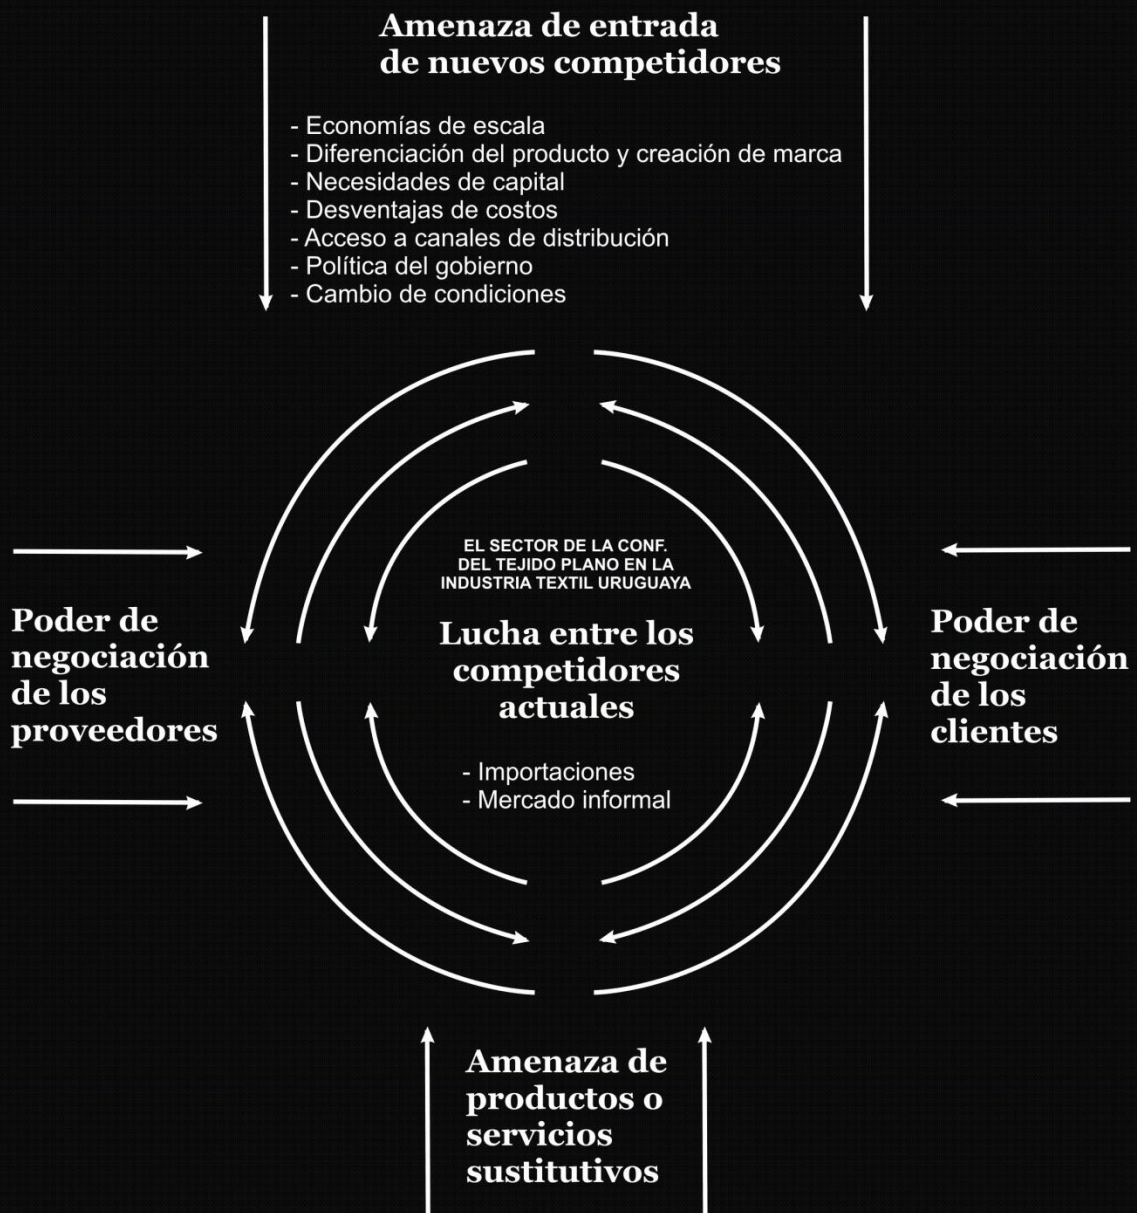 Amenaza de entrada
de nuevos competidores
- Economías de escala
- Diferenciación del producto y creación de marca
- Necesidades de capital
- Desventajas de costos
- Acceso a canales de distribución
- Política del gobierno
- Cambio de condiciones
Poder de
negociación
de los
proveedores
EL SECTOR DE LA CONF.
DEL TEJIDO PLANO EN LA
INDUSTRIA TEXTIL URUGUAYA
Lucha entre los
competidores
actuales
- Importaciones
- Mercado informal
Poder de
negociación
de los
clientes
Amenaza de
productos o
servicios
sustitutivos